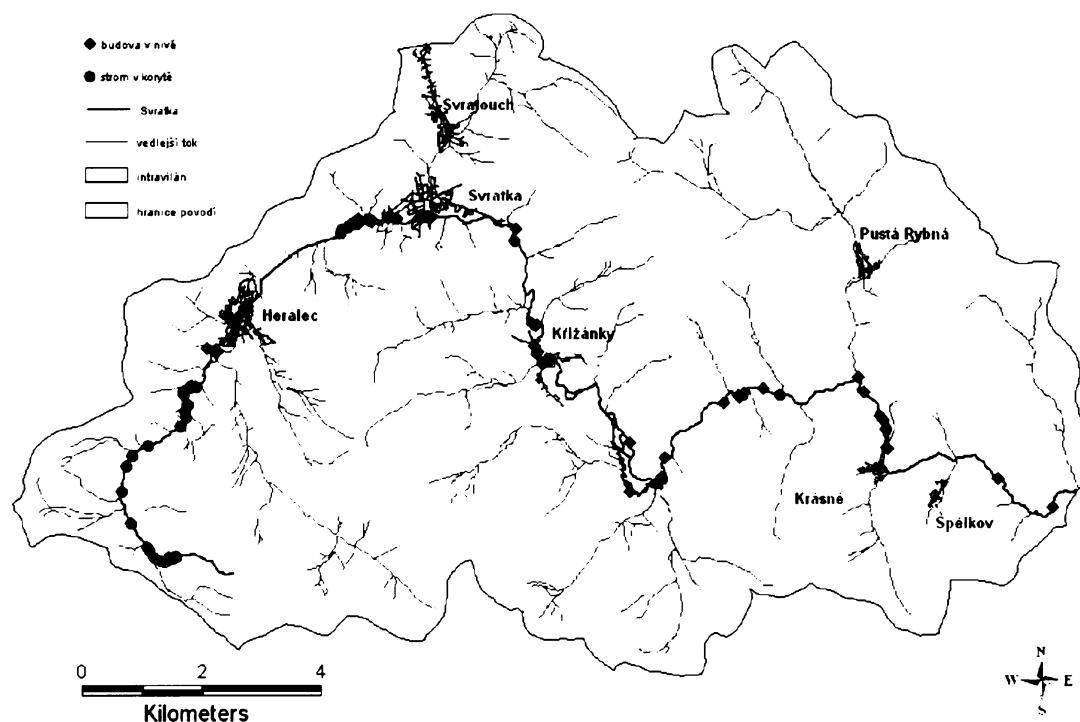 budova v nivě
strom v korytě
Svratka
vedlejší tok
intravilán
hranice povodí
Svratouch
Svratka
Pustá Rybná
Heralec
Křižánky
Krásné
Spělkov
0 2 4
Kilometers
N
W E
S